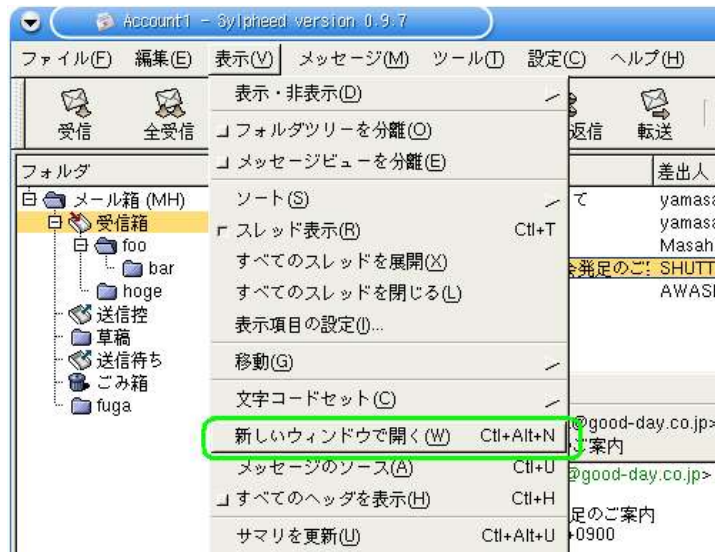 Account1 - Sylpheed version 0.9.7
ファイル(F) 編集(E) 表示(V) メッセージ(M) ツール(T) 設定(C) ヘルプ(H)
受信 全受信 返信 転送
フォルダ
差出人
メール箱 (MH)
受信箱
foo
bar
hoge
送信控
草稿
送信待ち
ごみ箱
fuga
表示・非表示(D)
フォルダツリーを分離(O)
メッセージビューを分離(E)
ソート(S)
スレッド表示(R) Ctl+T
すべてのスレッドを展開(X)
すべてのスレッドを閉じる(L)
表示項目の設定(I)...
移動(G)
文字コードセット(C)
新しいウィンドウで開く(W) Ctl+Alt+N
メッセージのソース(A) Ctl+U
すべてのヘッダを表示(H) Ctl+H
サマリを更新(U) Ctl+Alt+U
て yamasa
yamasa
Masah
発足のご! SHUTT
AWAS
@good-day.co.jp>
ご案内
@good-day.co.jp>
足のご案内
+0900